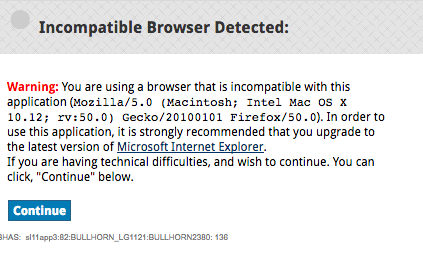 Incompatible Browser Detected:
Warning: You are using a browser that is incompatible with this
application (Mozilla/5.0 (Macintosh; Intel Mac OS X
10.12; rv:50.0) Gecko/20100101 Firefox/50.0). In order to
use this application, it is strongly recommended that you upgrade to
the latest version of Microsoft Internet Explorer.
If you are having technical difficulties, and wish to continue. You can
click, "Continue" below.
Continue
BHAS: sl11app3:82:BULLHORN_LG1121:BULLHORN2380: 136